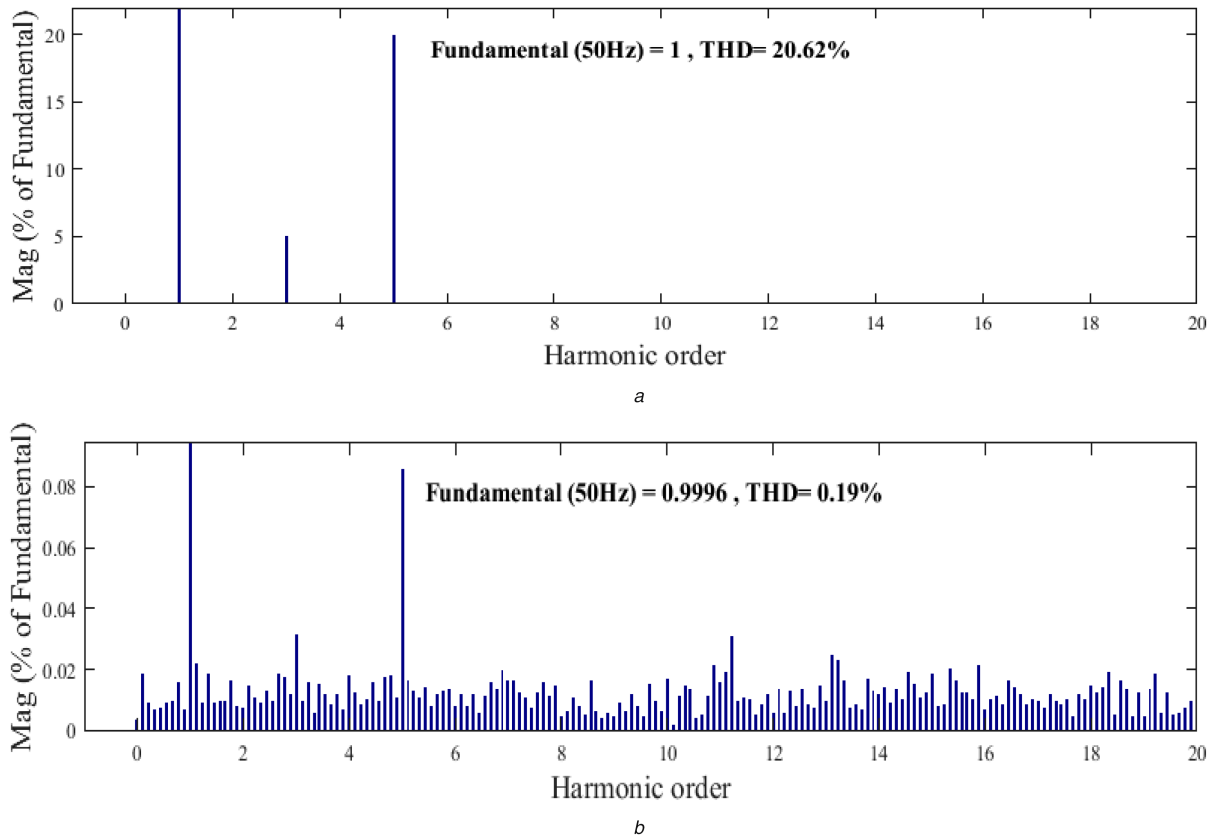 Mag (% of Fundamental)
20
15
10
5
0
Fundamental (50Hz) = 1 , THD= 20.62%
0 2 4 6 8 10 12 14 16 18 20
Harmonic order
a
Mag (% of Fundamental)
0.08
0.06
0.04
0.02
0
Fundamental (50Hz) = 0.9996 , THD= 0.19%
0 2 4 6 8 10 12 14 16 18 20
Harmonic order
b